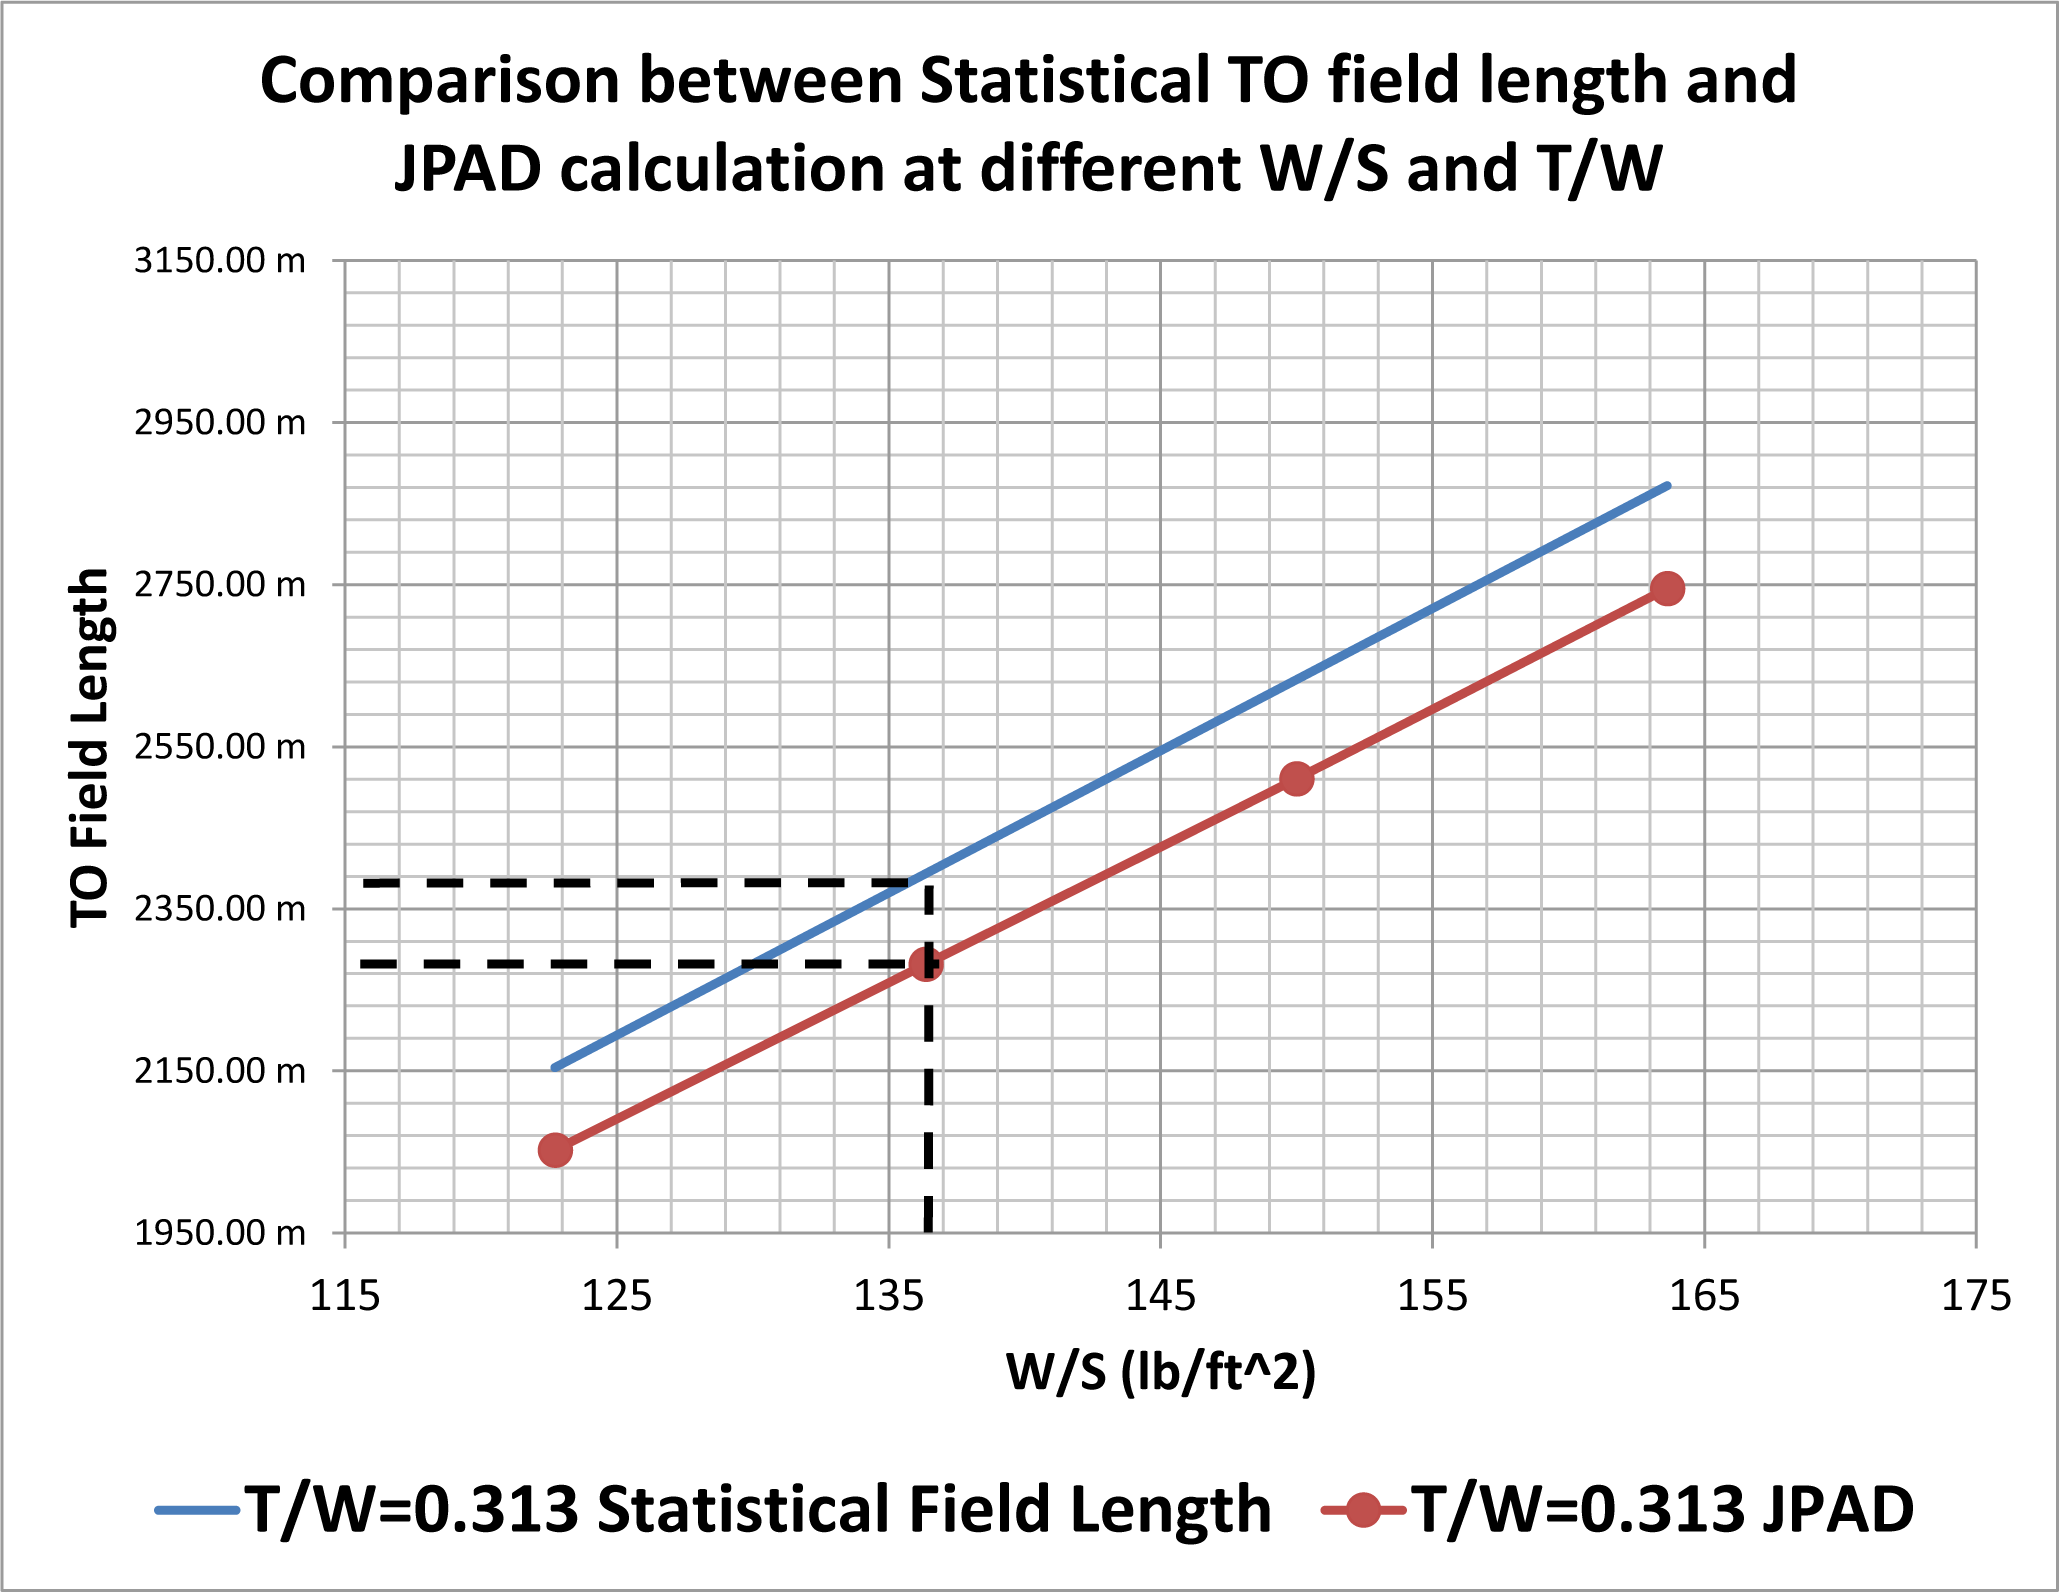 Comparison between Statistical TO field length and
JPAD calculation at different W/S and T/W
3150.00 m
2950.00 m
2750.00 m
2550.00 m
2350.00 m
2150.00 m
1950.00 m
TO Field Length
115 125 135 145 155 165 175
W/S (lb/ft^2)
T/W=0.313 Statistical Field Length T/W=0.313 JPAD